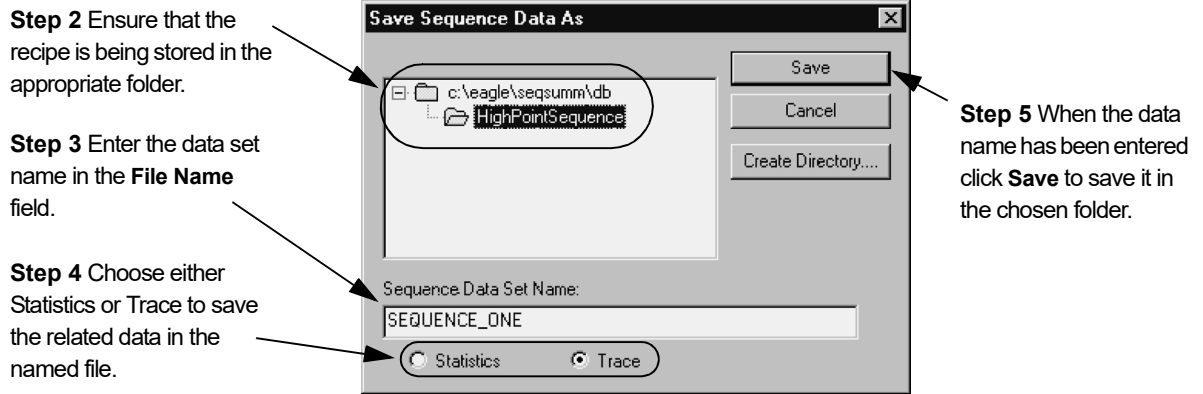 Step 2 Ensure that the
recipe is being stored in the
appropriate folder.
Step 3 Enter the data set
name in the File Name
field.
Step 4 Choose either
Statistics or Trace to save
the related data in the
named file.
Save Sequence Data As
c:\eagle\seqsumm\db
HighPointSequence
Save
Cancel
Create Directory....
Sequence Data Set Name:
SEQUENCE_ONE
Statistics Trace
Step 5 When the data
name has been entered
click Save to save it in
the chosen folder.